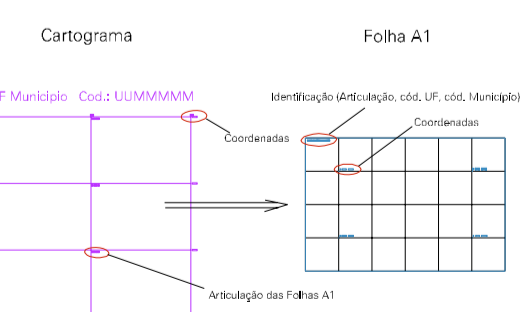 Cartograma
Folha A1
F Municipio Cod.: UUMMMMM
Identificação (Articulação, cód. UF, cód. Município)
Coordenadas
Coordenadas
Articulação das Folhas A1